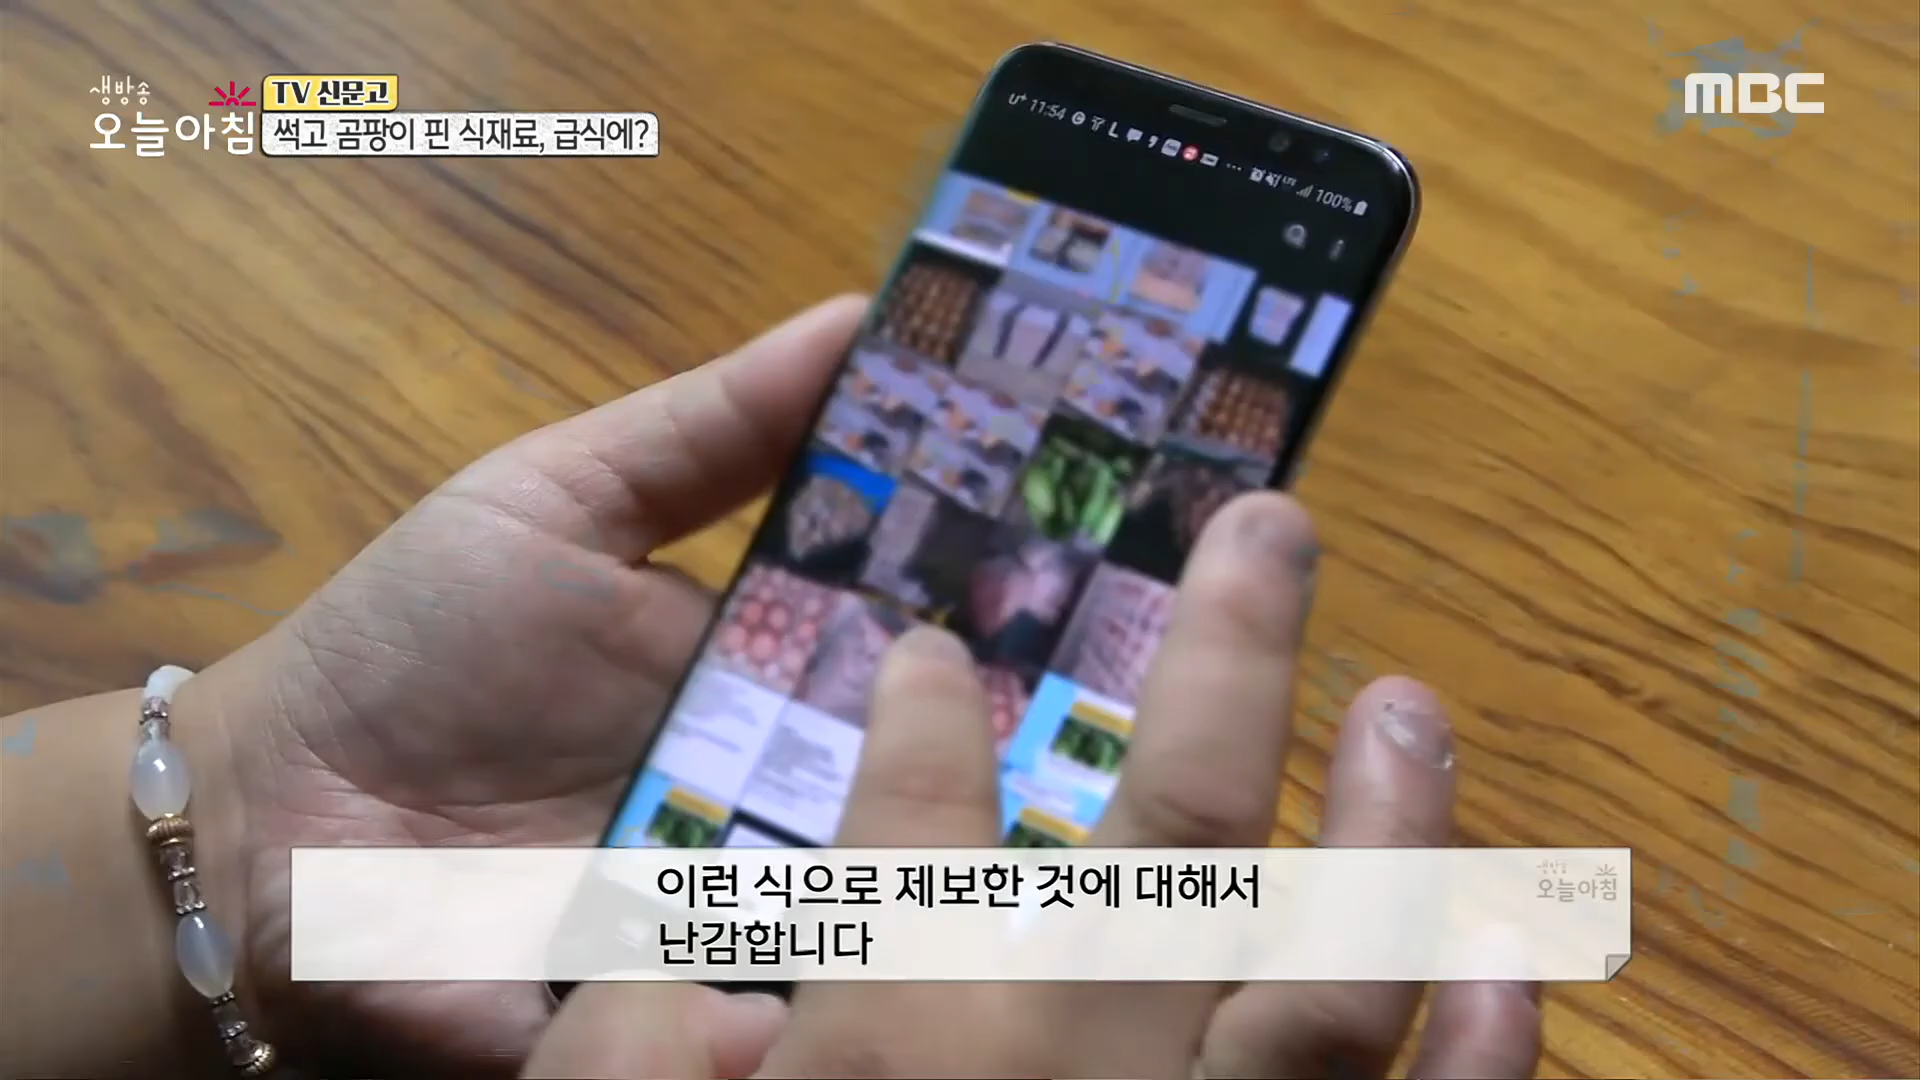 생방송
오늘아침
TV 신문고
썩고 곰팡이 핀 식재료, 급식에?
MBC
U+ 11:54
LTE 100%
이런 식으로 제보한 것에 대해서
난감합니다
생방송
오늘아침